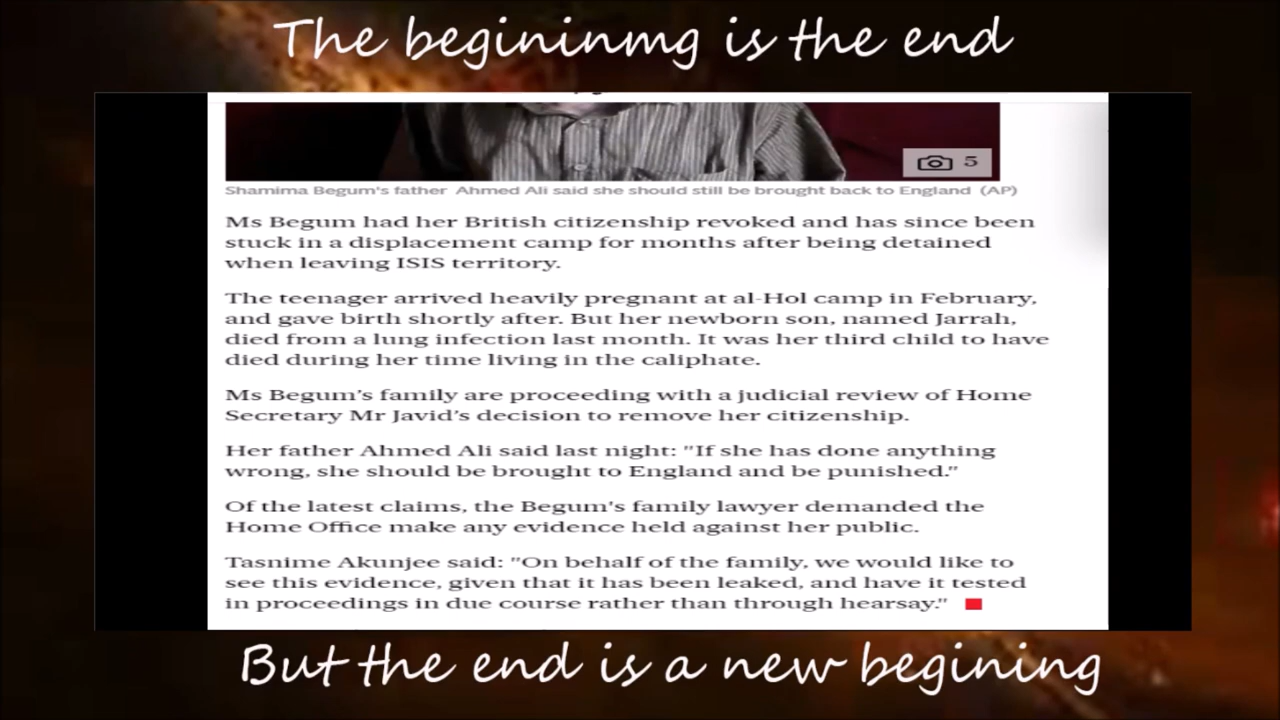 The begininmg is the end
5
Shamima Begum's father Ahmed Ali said she should still be brought back to England (AP)
Ms Begum had her British citizenship revoked and has since been
stuck in a displacement camp for months after being detained
when leaving ISIS territory.
The teenager arrived heavily pregnant at al-Hol camp in February,
and gave birth shortly after. But her newborn son, named Jarrah,
died from a lung infection last month. It was her third child to have
died during her time living in the caliphate.
Ms Begum's family are proceeding with a judicial review of Home
Secretary Mr Javid's decision to remove her citizenship.
Her father Ahmed Ali said last night: "If she has done anything
wrong, she should be brought to England and be punished."
Of the latest claims, the Begum's family lawyer demanded the
Home Office make any evidence held against her public.
Tasnime Akunjee said: "On behalf of the family, we would like to
see this evidence, given that it has been leaked, and have it tested
in proceedings in due course rather than through hearsay."
But the end is a new begining